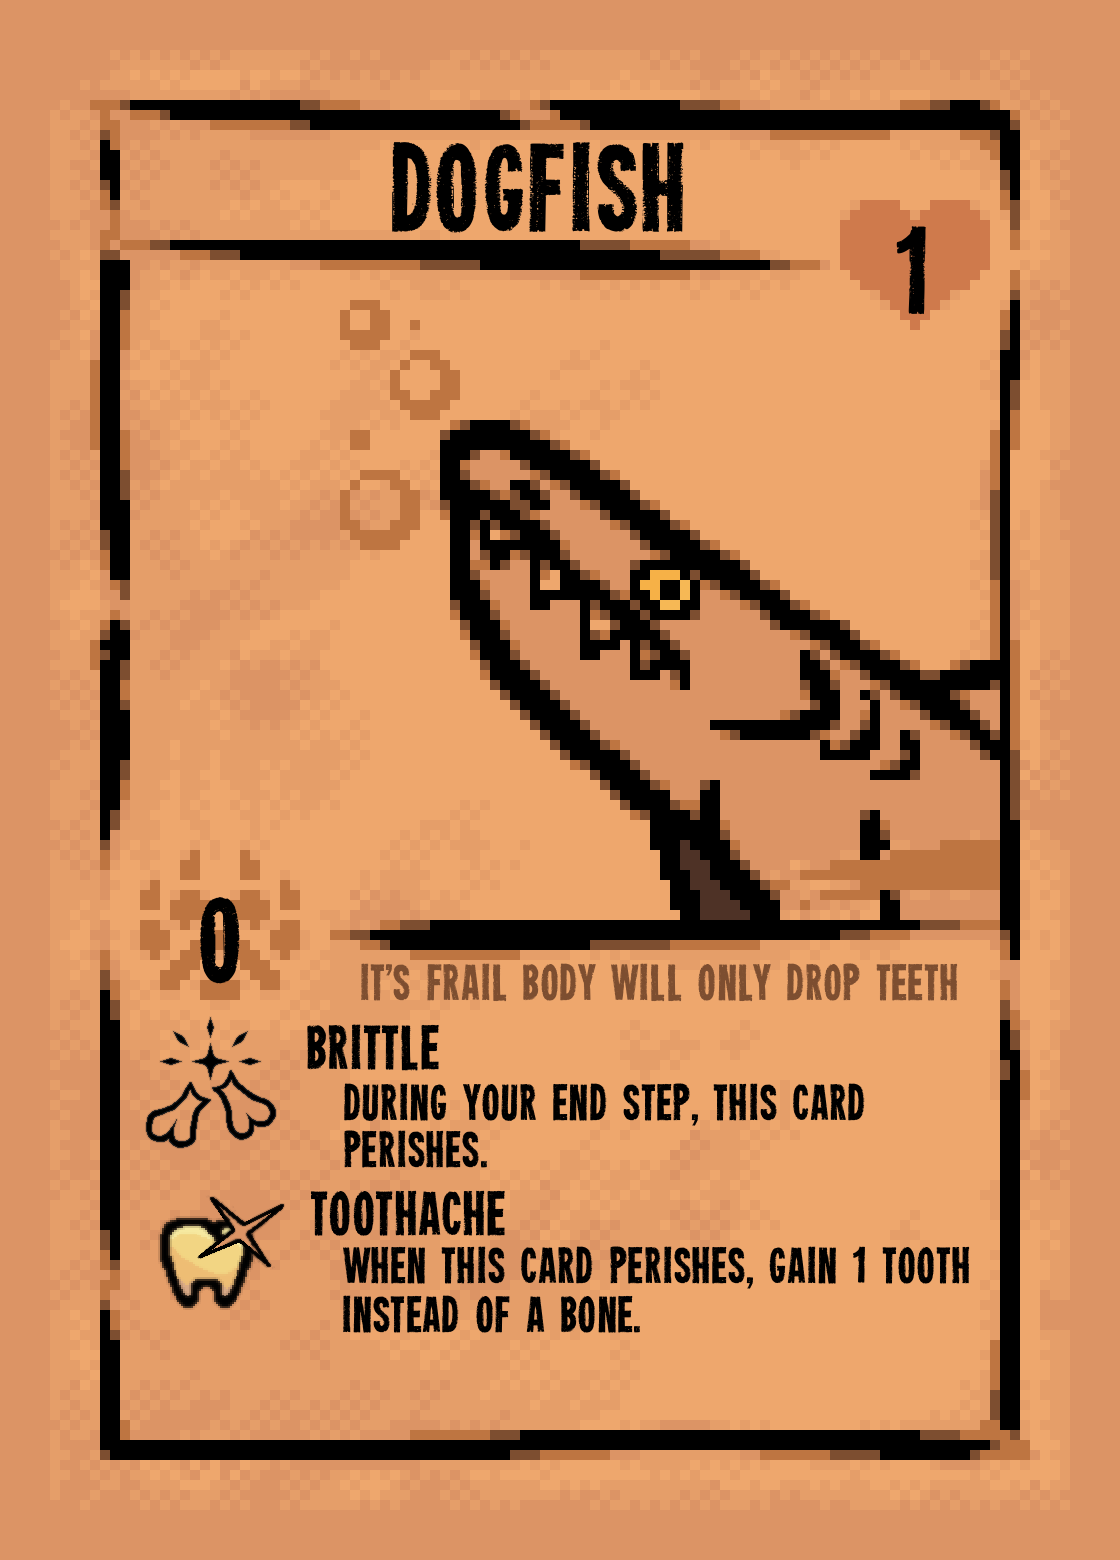 DOGFISH
1
0
IT'S FRAIL BODY WILL ONLY DROP TEETH
BRITTLE
DURING YOUR END STEP, THIS CARD
PERISHES.
TOOTHACHE
WHEN THIS CARD PERISHES, GAIN 1 TOOTH
INSTEAD OF A BONE.